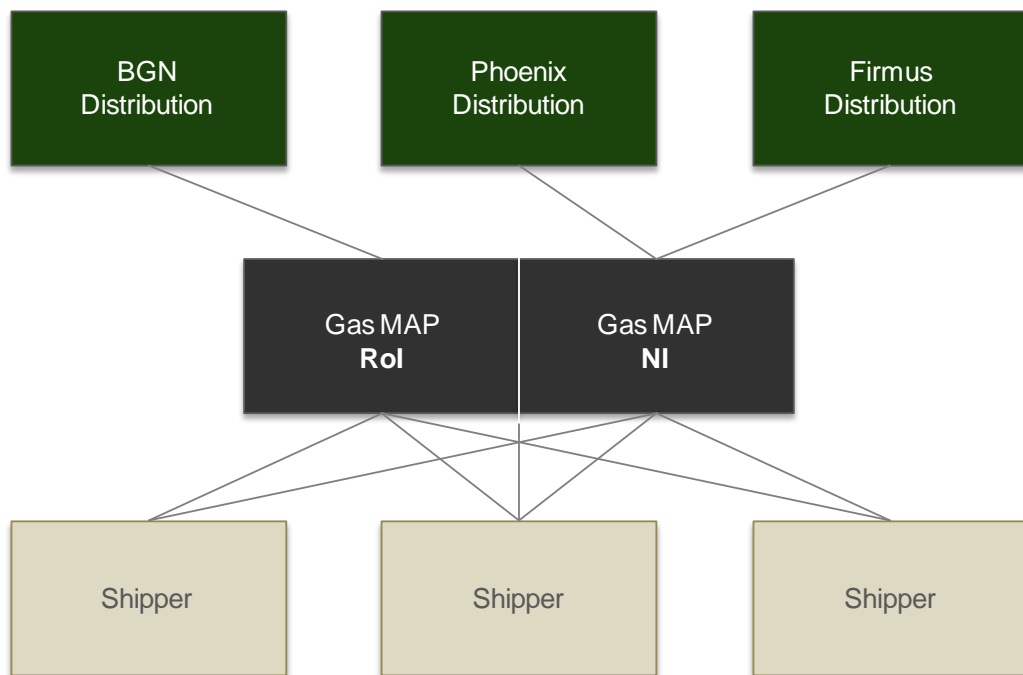 BGN
Distribution
Phoenix
Distribution
Firmus
Distribution
Gas MAP
RoI
Gas MAP
NI
Shipper
Shipper
Shipper